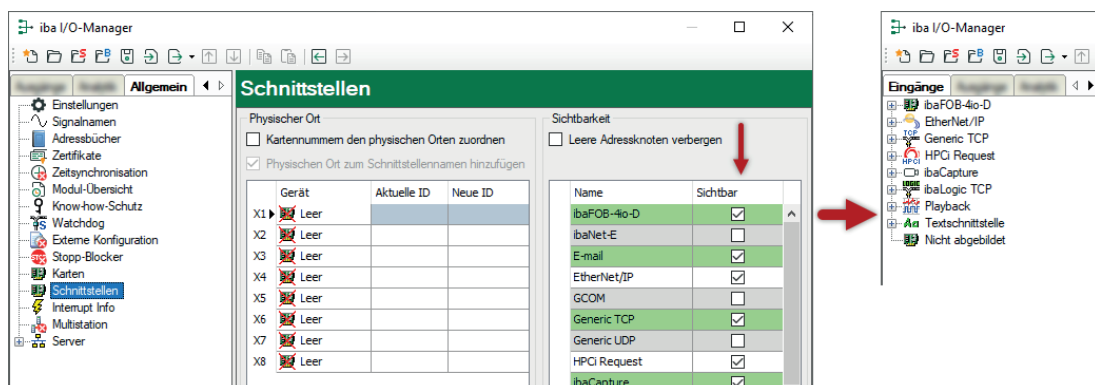 iba I/O-Manager
Allgemein
Einstellungen
Signalnamen
Adressbücher
Zertifikate
Zeitsynchronisation
Modul-Übersicht
Know-how-Schutz
Watchdog
Externe Konfiguration
Stopp-Blocker
Karten
Schnittstellen
Interrupt Info
Multistation
Server
Schnittstellen
Physischer Ort
Kartennummern den physischen Orten zuordnen
Physischen Ort zum Schnittstellennamen hinzufügen
Gerät Aktuelle ID Neue ID
X1 Leer
X2 Leer
X3 Leer
X4 Leer
X5 Leer
X6 Leer
X7 Leer
X8 Leer
Sichtbarkeit
Leere Adressknoten verbergen
Name Sichtbar
ibaFOB-4io-D
ibaNet-E
E-mail
EtherNet/IP
GCOM
Generic TCP
Generic UDP
HPCi Request
ibaCapture
iba I/O-Manager
Eingänge
ibaFOB-4io-D
EtherNet/IP
TCP Generic TCP
HPCI HPCi Request
ibaCapture
LOGIC ibaLogic TCP
Playback
Aa Textschnittstelle
Nicht abgebildet